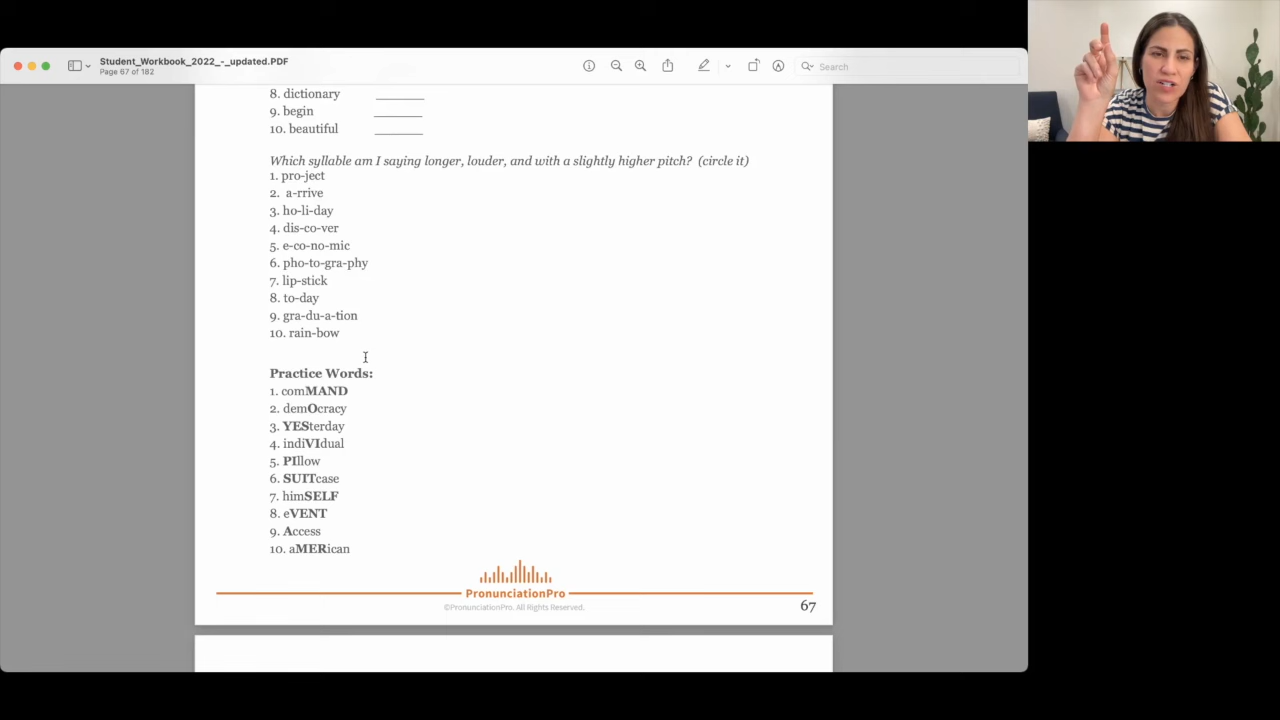 Student_Workbook_2022_-_updated.PDF
Page 67 of 182
Search
8. dictionary ________
9. begin ________
10. beautiful ________
Which syllable am I saying longer, louder, and with a slightly higher pitch? (circle it)
1. pro-ject
2. a-rrive
3. ho-li-day
4. dis-co-ver
5. e-co-no-mic
6. pho-to-gra-phy
7. lip-stick
8. to-day
9. gra-du-a-tion
10. rain-bow
Practice Words:
1. comMAND
2. demOcracy
3. YESterday
4. indiVIdual
5. PIllow
6. SUITcase
7. himSELF
8. eVENT
9. Access
10. aMERican
PronunciationPro
©PronunciationPro. All Rights Reserved.
67